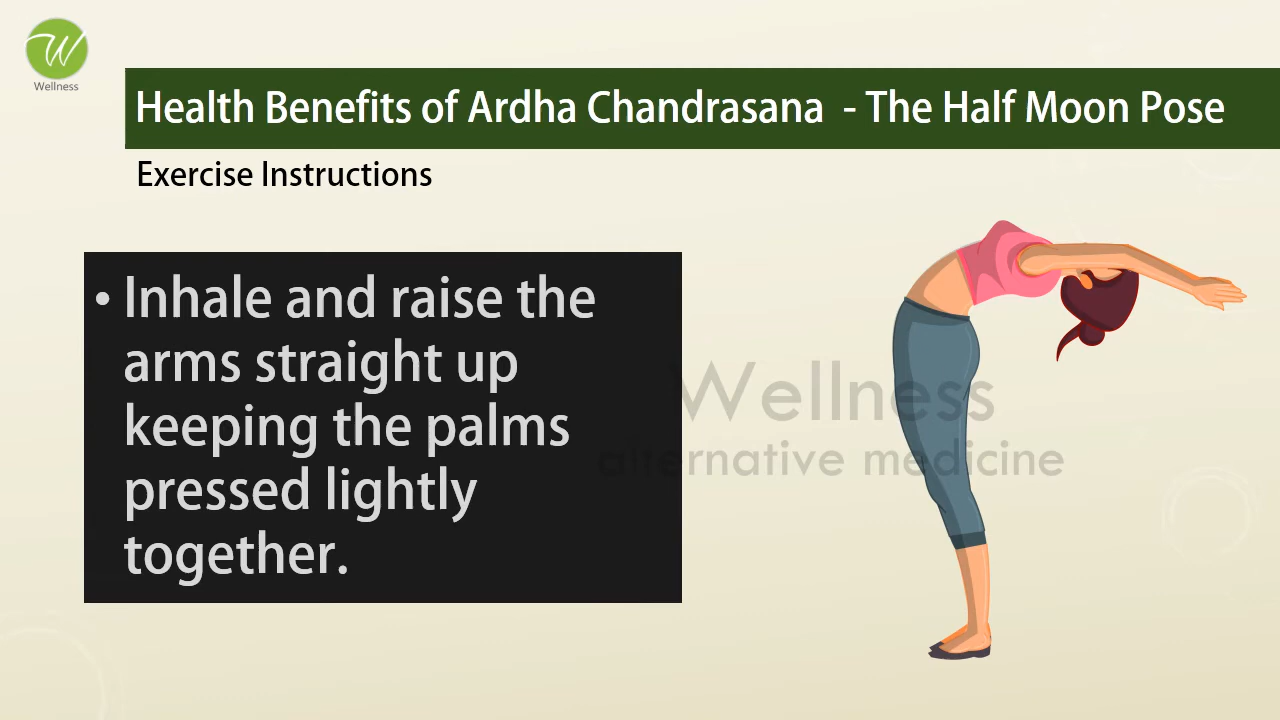 W
Wellness
Health Benefits of Ardha Chandrasana - The Half Moon Pose
Exercise Instructions
• Inhale and raise the
arms straight up
keeping the palms
pressed lightly
together.
Wellness
alternative medicine